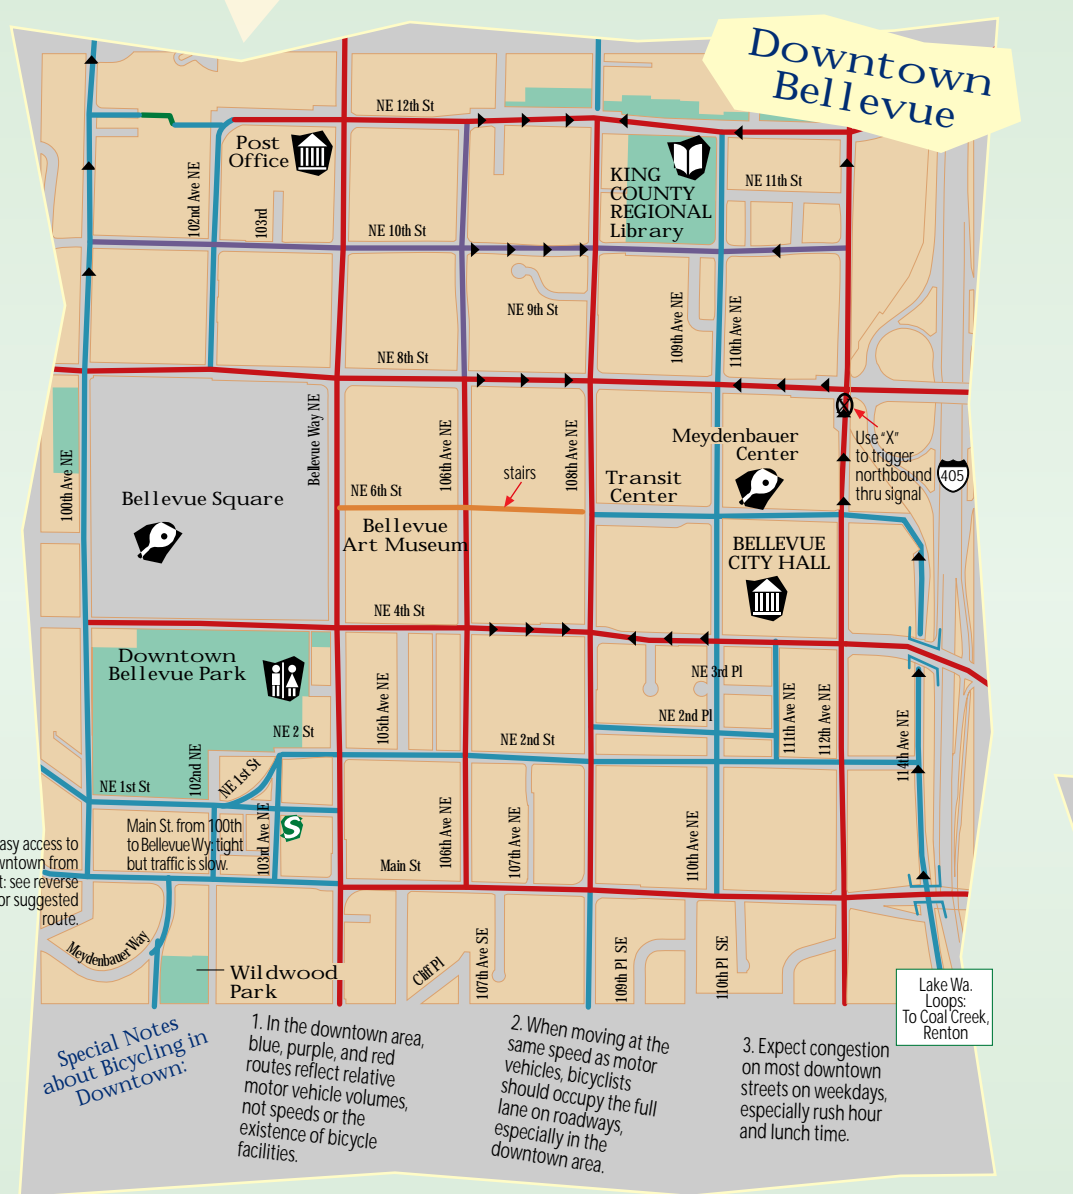 Downtown
Bellevue
NE 12th St
Post
Office
102nd Ave NE
103rd
KING
COUNTY
REGIONAL
Library
NE 11th St
NE 10th St
NE 9th St
109th Ave NE
110th Ave NE
NE 8th St
Bellevue Way NE
106th Ave NE
108th Ave NE
100th Ave NE
Meydenbauer
Center
X
Use “X”
to trigger
northbound
thru signal
405
Bellevue Square
NE 6th St
stairs
Transit
Center
Bellevue
Art Museum
BELLEVUE
CITY HALL
NE 4th St
Downtown
Bellevue Park
NE 3rd Pl
NE 2nd Pl
105th Ave NE
111th Ave NE
112th Ave NE
114th Ave NE
NE 2 St
NE 2nd St
102nd NE
NE 1st St
NE 1st St
103rd Ave NE
S
Main St. from 100th
to Bellevue Wy: tight
but traffic is slow.
106th Ave NE
107th Ave NE
110th Ave NE
asy access to
wntown from
t: see reverse
or suggested
route.
Main St
Meydenbauer Way
Wildwood
Park
Cliff Pl
107th Ave SE
109th Pl SE
110th Pl SE
Lake Wa.
Loops:
To Coal Creek,
Renton
Special Notes
about Bicycling in
Downtown:
1. In the downtown area,
blue, purple, and red
routes reflect relative
motor vehicle volumes,
not speeds or the
existence of bicycle
facilities.
2. When moving at the
same speed as motor
vehicles, bicyclists
should occupy the full
lane on roadways,
especially in the
downtown area.
3. Expect congestion
on most downtown
streets on weekdays,
especially rush hour
and lunch time.